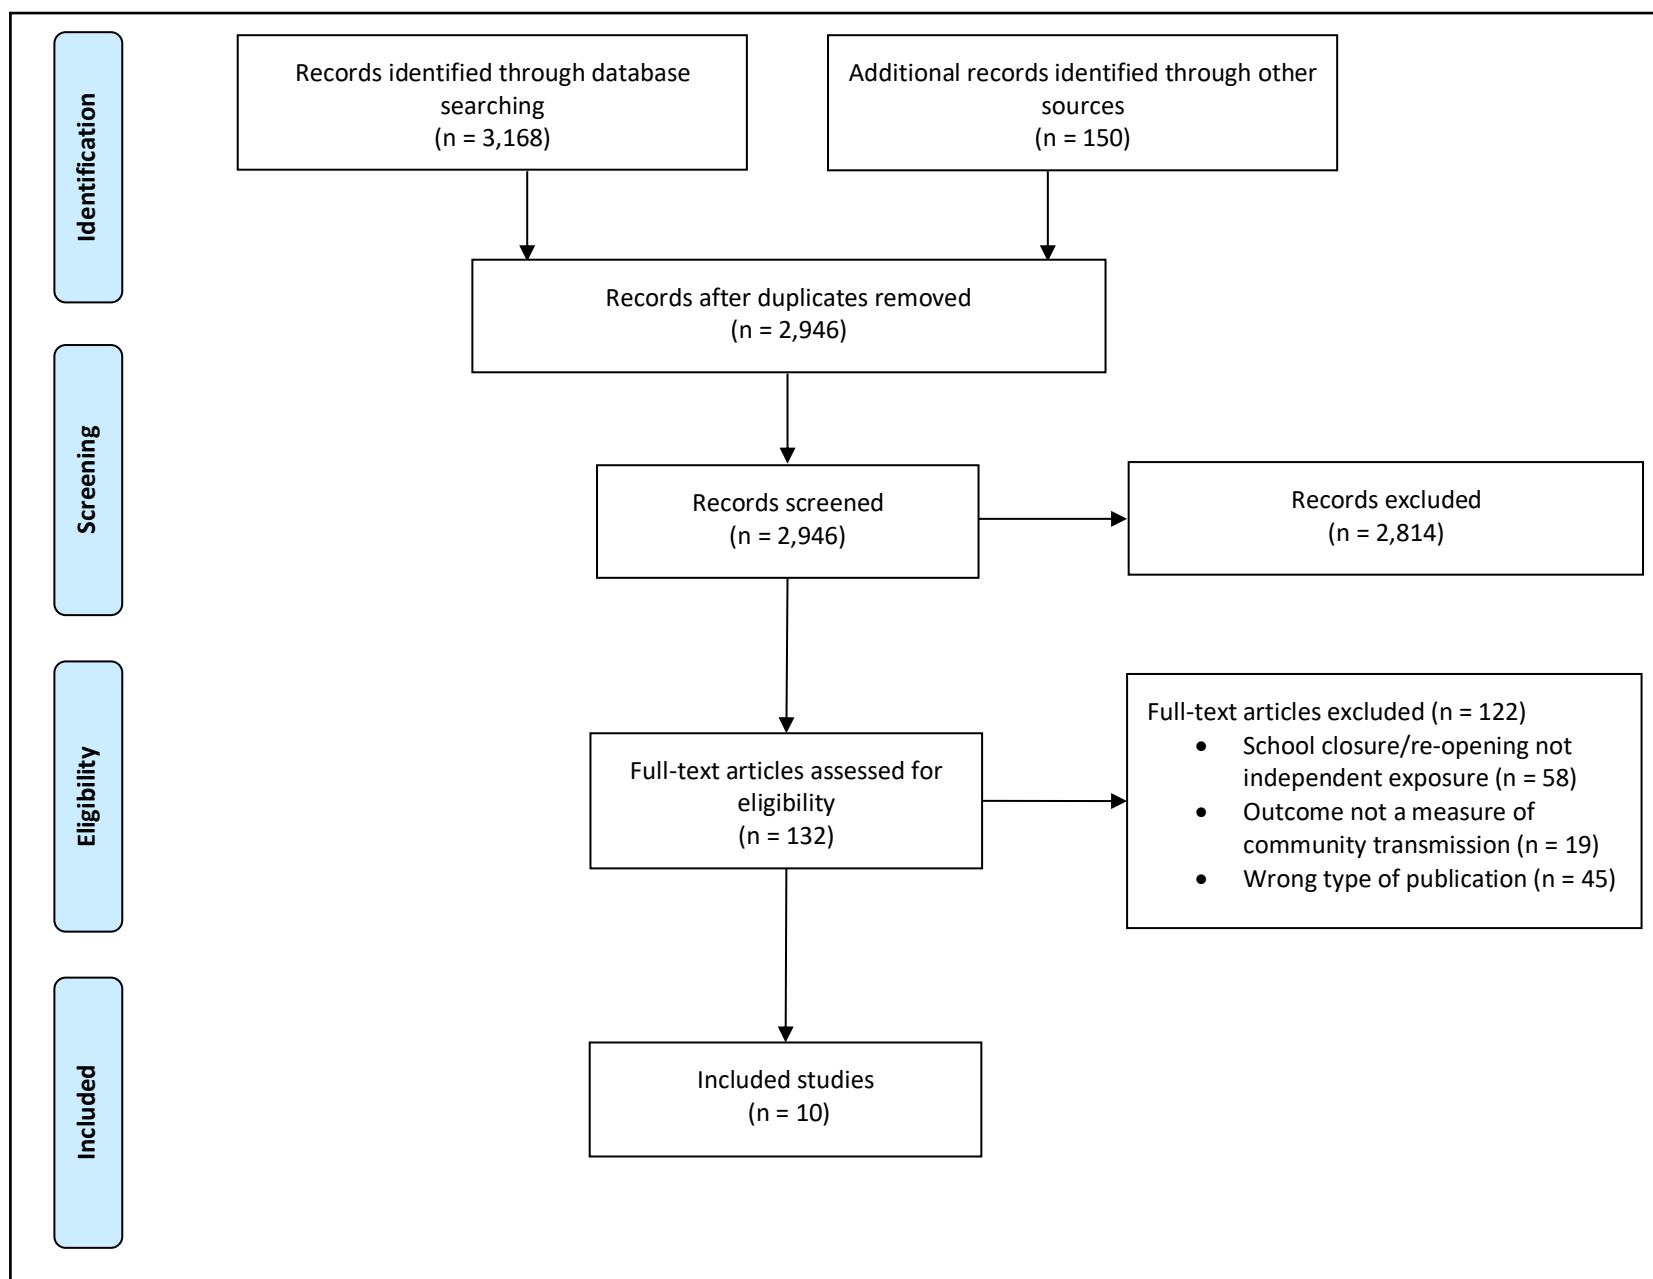 Identification
Records identified through database
searching
(n = 3,168)
Additional records identified through other
sources
(n = 150)
Records after duplicates removed
(n = 2,946)
Screening
Records screened
(n = 2,946)
Records excluded
(n = 2,814)
Eligibility
Full-text articles assessed for
eligibility
(n = 132)
Full-text articles excluded (n = 122)
• School closure/re-opening not
independent exposure (n = 58)
• Outcome not a measure of
community transmission (n = 19)
• Wrong type of publication (n = 45)
Included
Included studies
(n = 10)